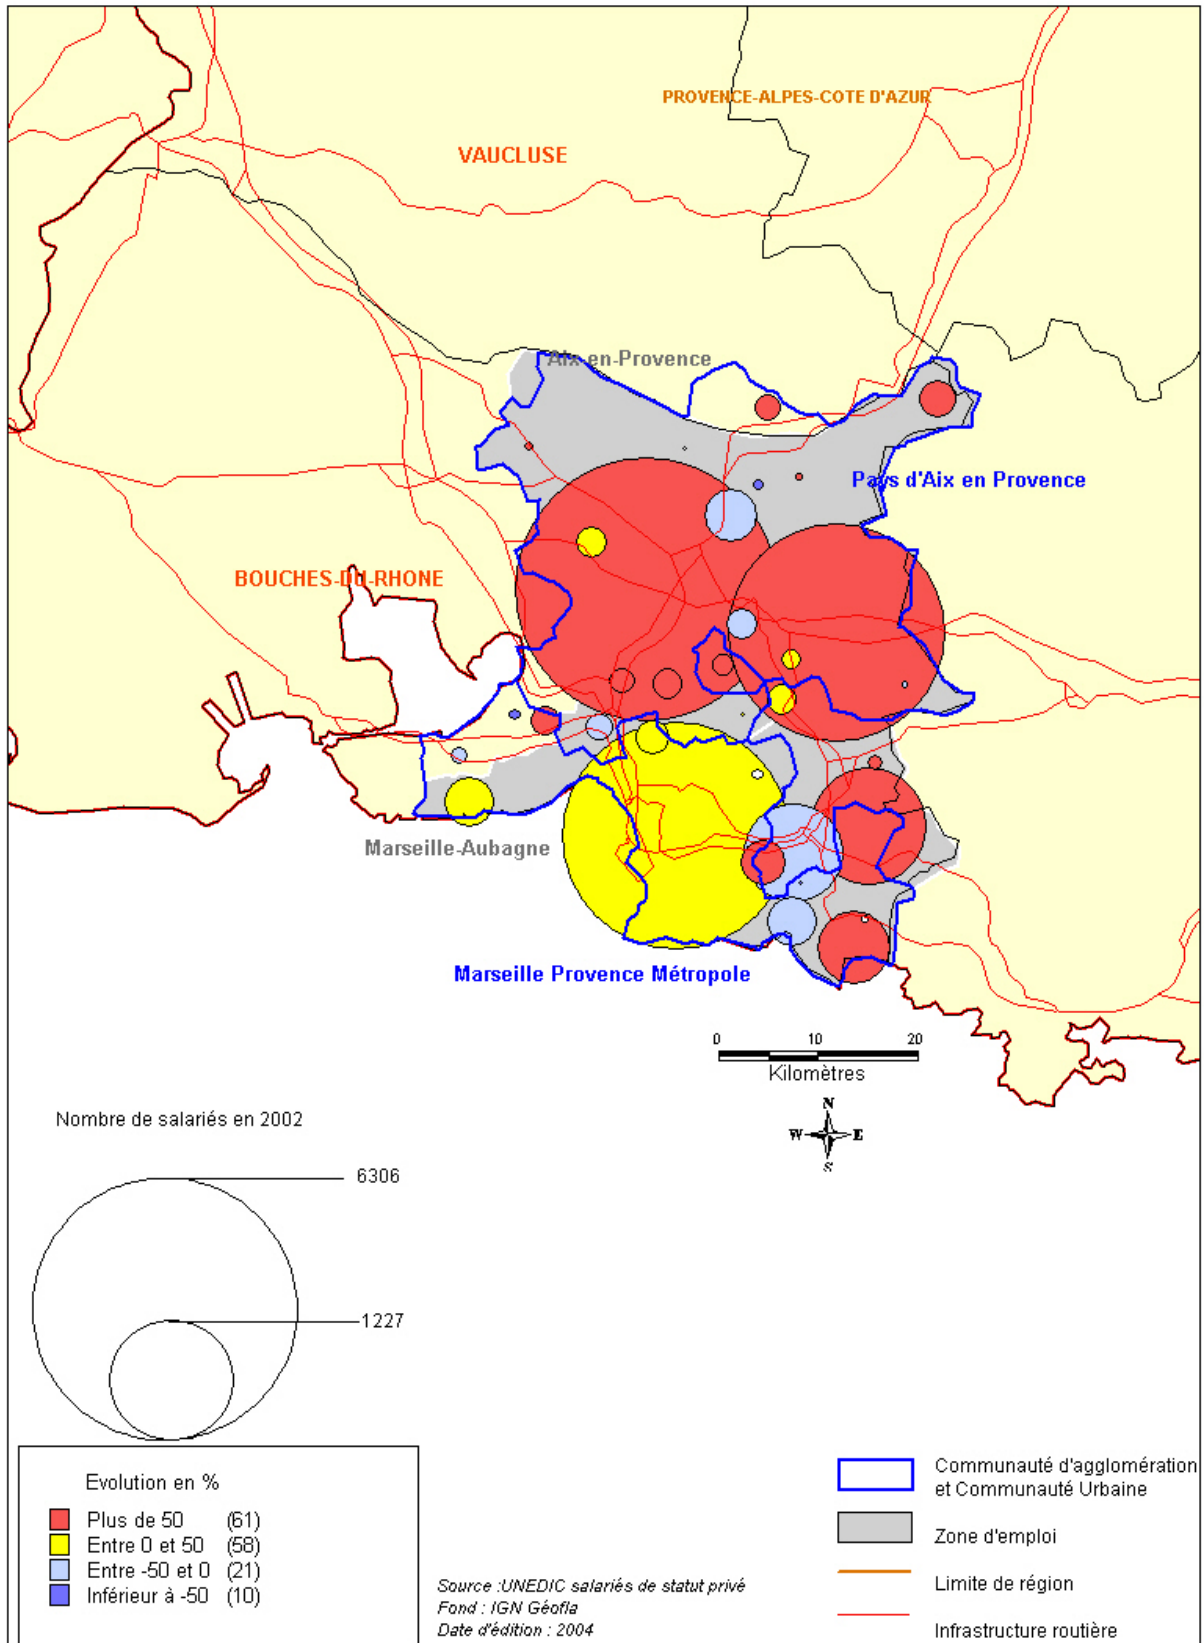 PROVENCE-ALPES-COTE D'AZUR
VAUCLUSE
Aix en-Provence
Pays d'Aix en Provence
BOUCHES-DU-RHONE
Marseille-Aubagne
Marseille Provence Métropole
0 10 20
Kilomètres
N
W E
S
Nombre de salariés en 2002
6306
1227
Evolution en %
Plus de 50 (61)
Entre 0 et 50 (58)
Entre -50 et 0 (21)
Inférieur à -50 (10)
Source :UNEDIC salariés de statut privé
Fond : IGN Géofla
Date d'édition : 2004
Communauté d'agglomération
et Communauté Urbaine
Zone d'emploi
Limite de région
Infrastructure routière